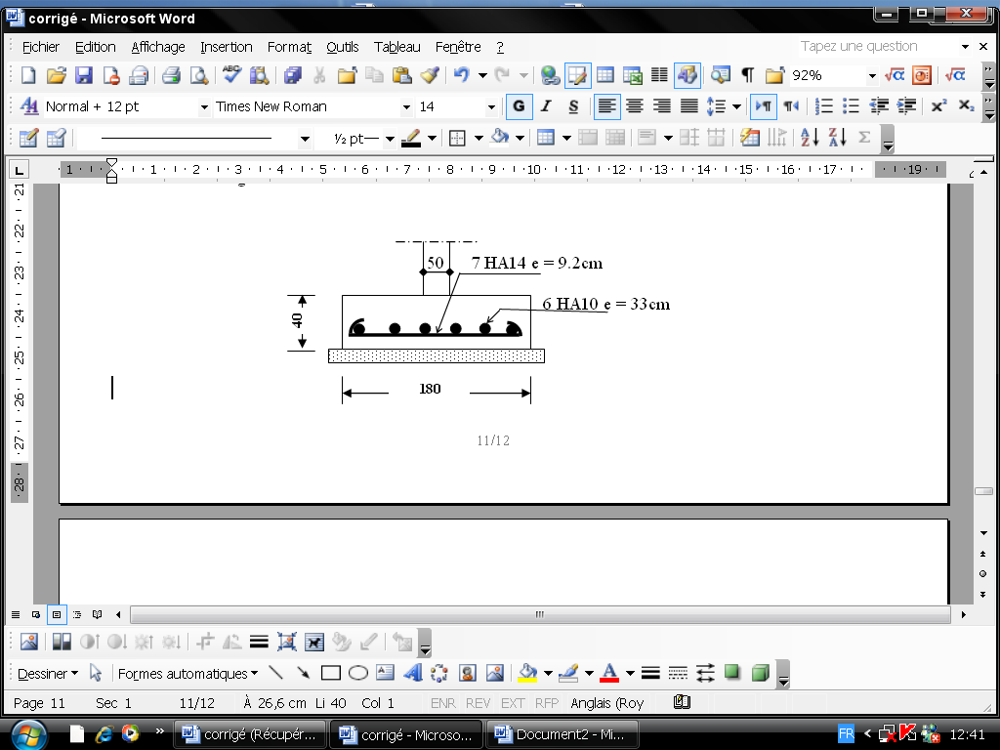 corrigé - Microsoft Word
Fichier Edition Affichage Insertion Format Outils Tableau Fenêtre ? Tapez une question
92%
Normal + 12 pt Times New Roman 14 G I S
½ pt
1 1 2 3 4 5 6 7 8 9 10 11 12 13 14 15 16 17 19
21
22
23
24
25
26
27
28
50
7 HA14 e = 9.2cm
6 HA10 e = 33cm
40
180
11/12
Dessiner Formes automatiques
Page 11 Sec 1 11/12 À 26,6 cm Li 40 Col 1 ENR REV EXT RFP Anglais (Roy
corrigé (Récupér... corrigé - Microso... Document2 - Mi... FR 12:41